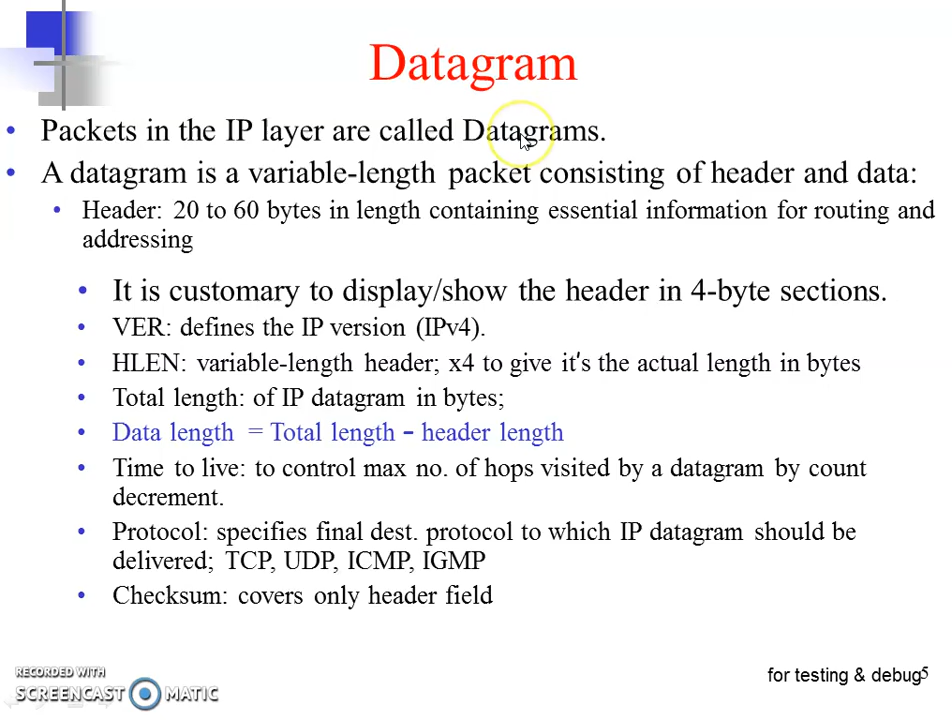 Datagram
• Packets in the IP layer are called Datagrams.
• A datagram is a variable-length packet consisting of header and data:
• Header: 20 to 60 bytes in length containing essential information for routing and
addressing
• It is customary to display/show the header in 4-byte sections.
• VER: defines the IP version (IPv4).
• HLEN: variable-length header; x4 to give it's the actual length in bytes
• Total length: of IP datagram in bytes;
• Data length = Total length - header length
• Time to live: to control max no. of hops visited by a datagram by count
decrement.
• Protocol: specifies final dest. protocol to which IP datagram should be
delivered; TCP, UDP, ICMP, IGMP
• Checksum: covers only header field
for testing & debug 5
RECORDED WITH
SCREENCAST MATIC